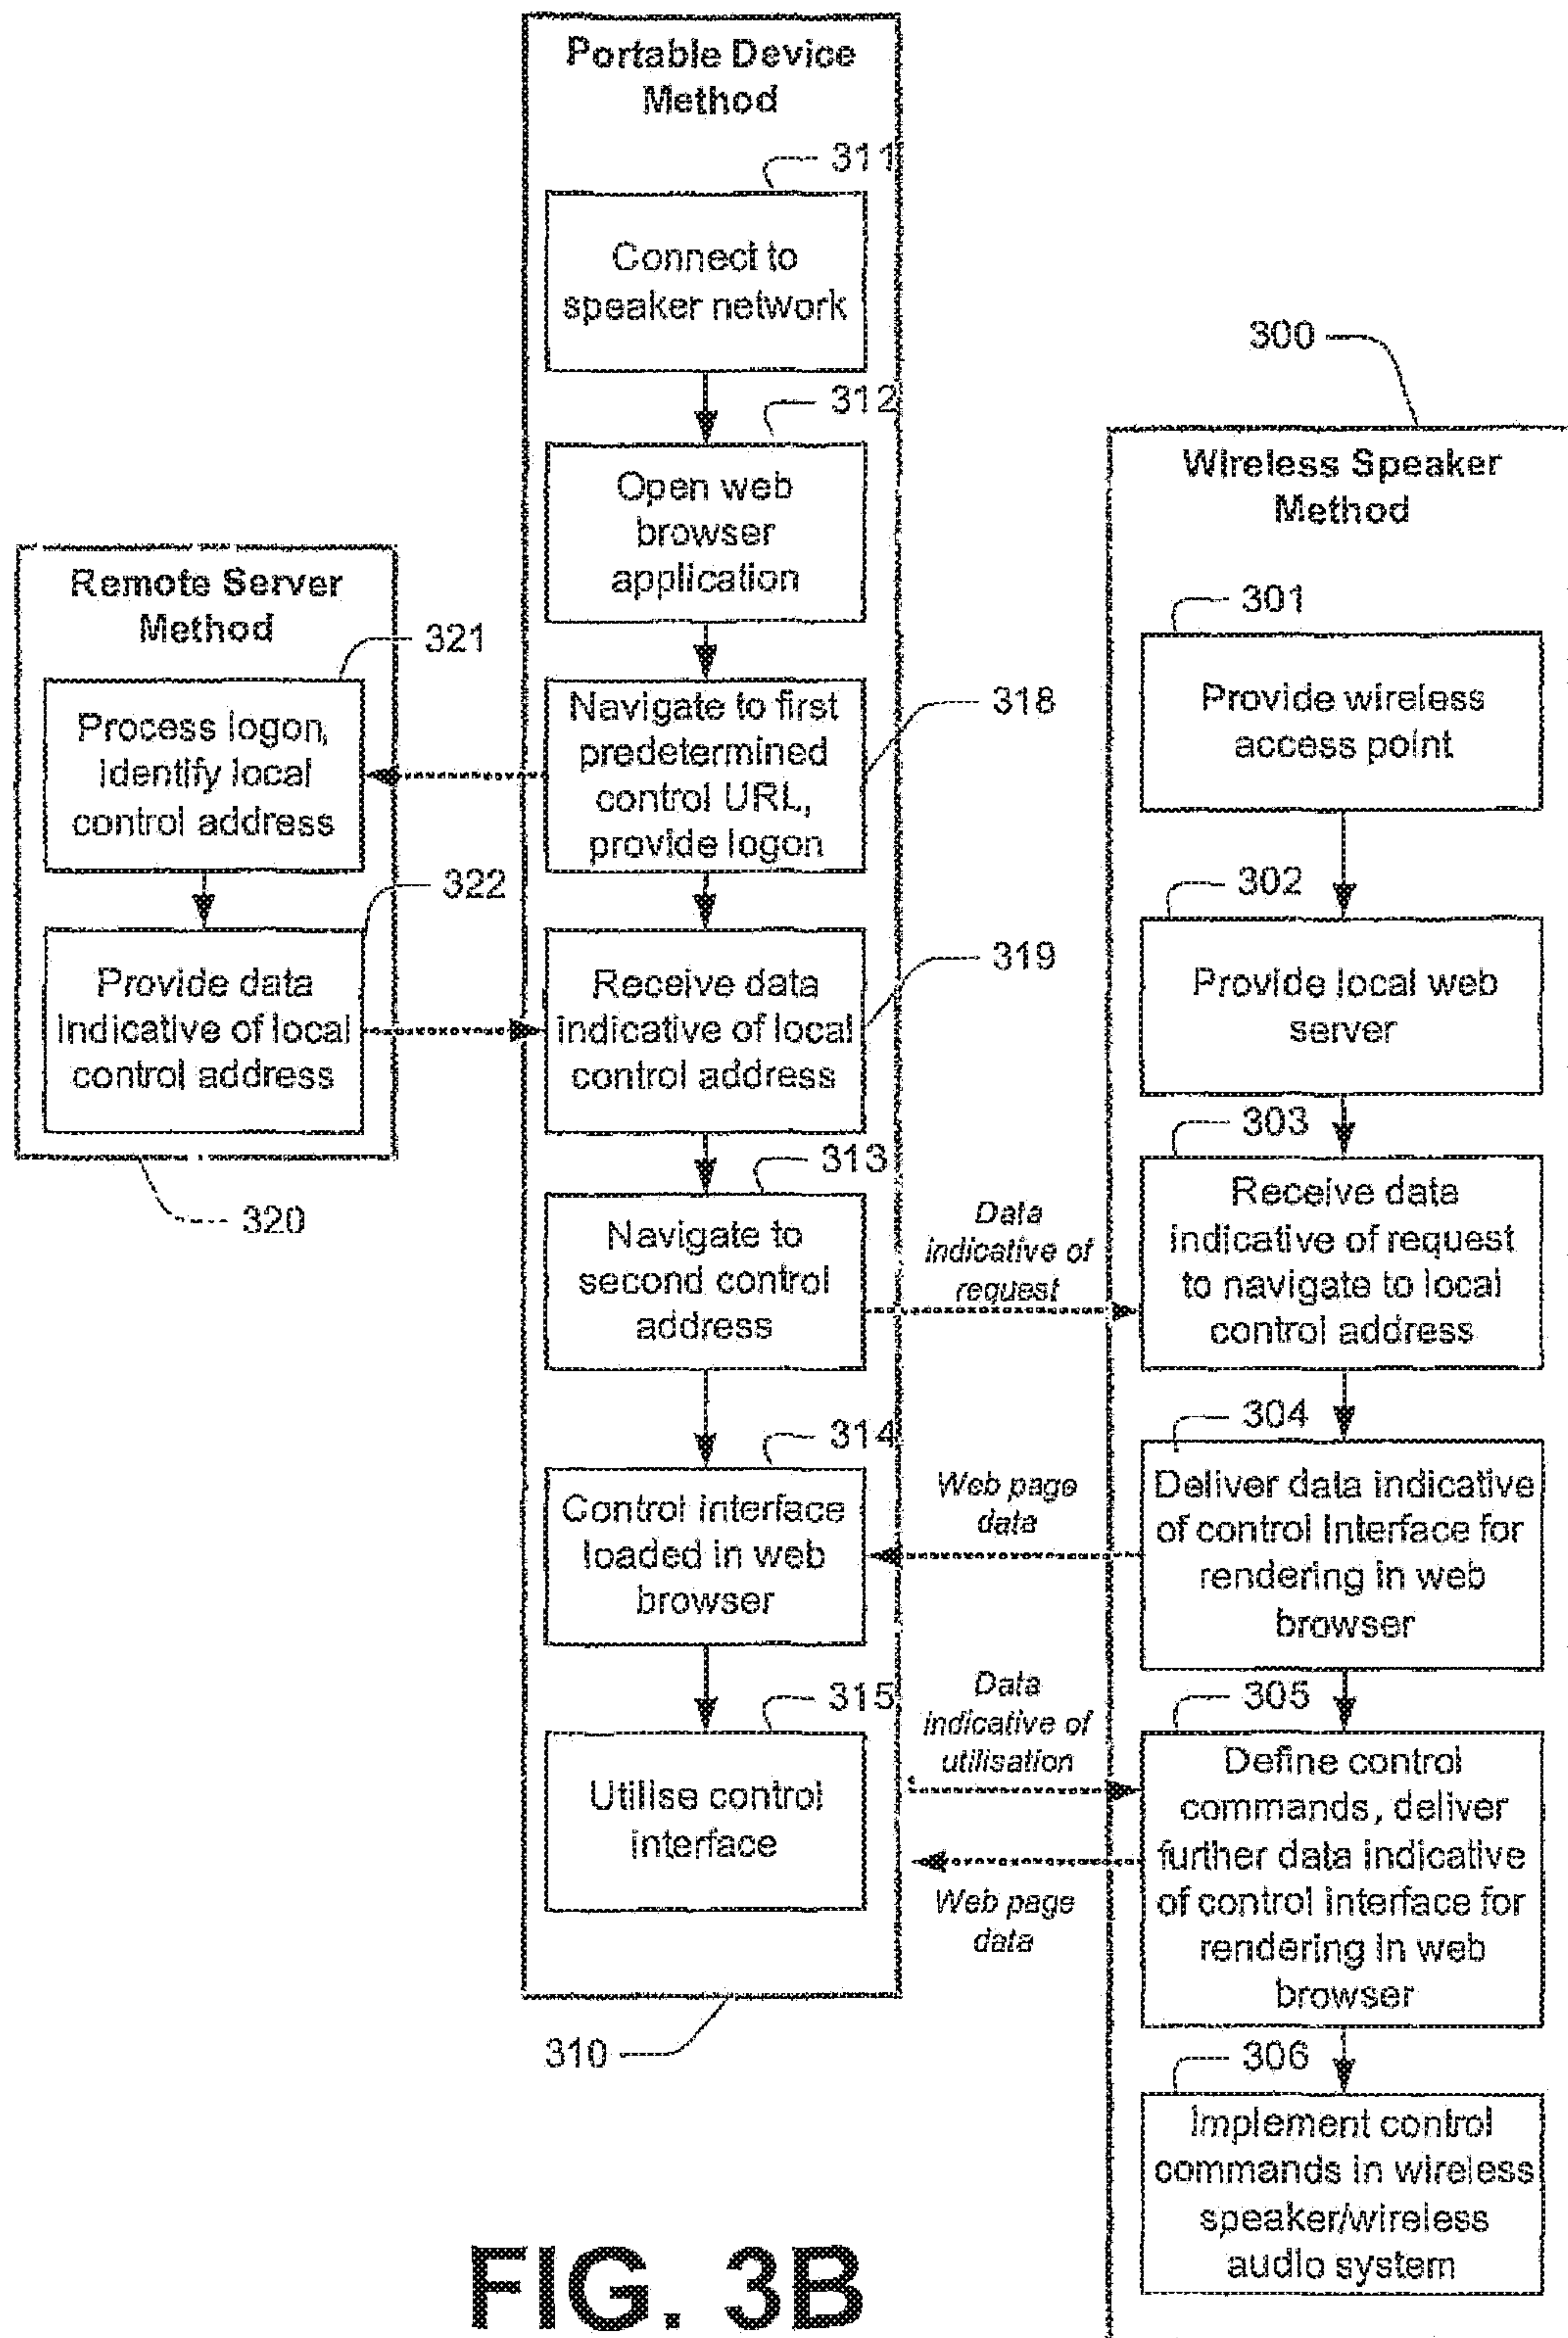 Portable Device
Method
311
Connect to
speaker network
312
Open web
browser
application
318
Navigate to first
predetermined
control URL,
provide logon
319
Receive data
indicative of local
control address
313
Navigate to
second control
address
314
Control interface
loaded in web
browser
315
Utilise control
interface
310
Remote Server
Method
321
Process logon,
identify local
control address
322
Provide data
indicative of local
control address
320
Data
indicative of
request
Web page
data
Data
indicative of
utilisation
Web page
data
300
Wireless Speaker
Method
301
Provide wireless
access point
302
Provide local web
server
303
Receive data
indicative of request
to navigate to local
control address
304
Deliver data indicative
of control interface for
rendering in web
browser
305
Define control
commands, deliver
further data indicative
of control interface for
rendering in web
browser
306
Implement control
commands in wireless
speaker/wireless
audio system
FIG. 3B